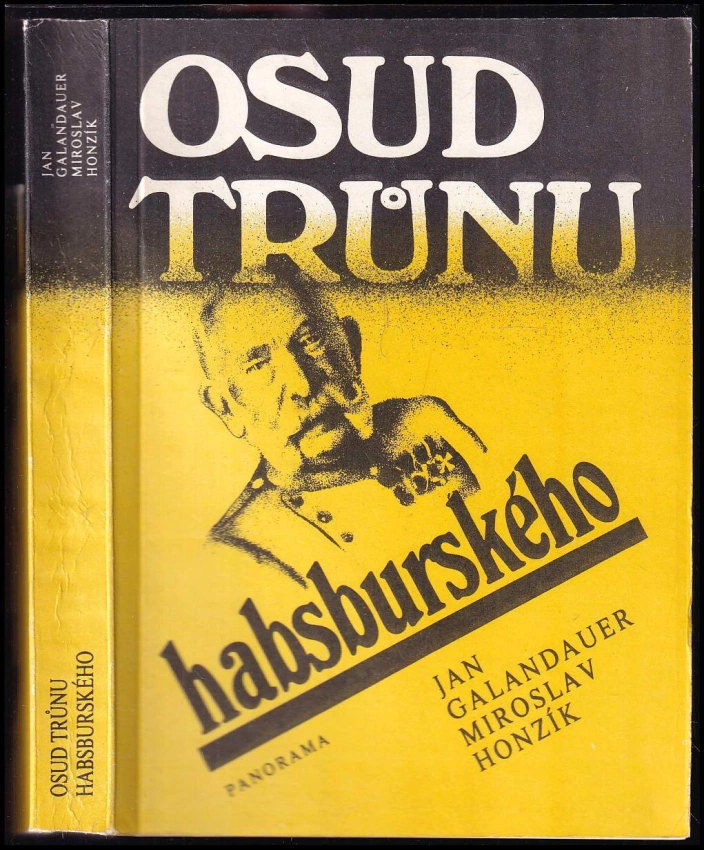 JAN
GALANDAUER
MIROSLAV
HONZÍK
OSUD TRŮNU
HABSBURSKÉHO
OSUD
TRŮNU
habsburského
JAN
GALANDAUER
MIROSLAV
HONZÍK
PANORAMA